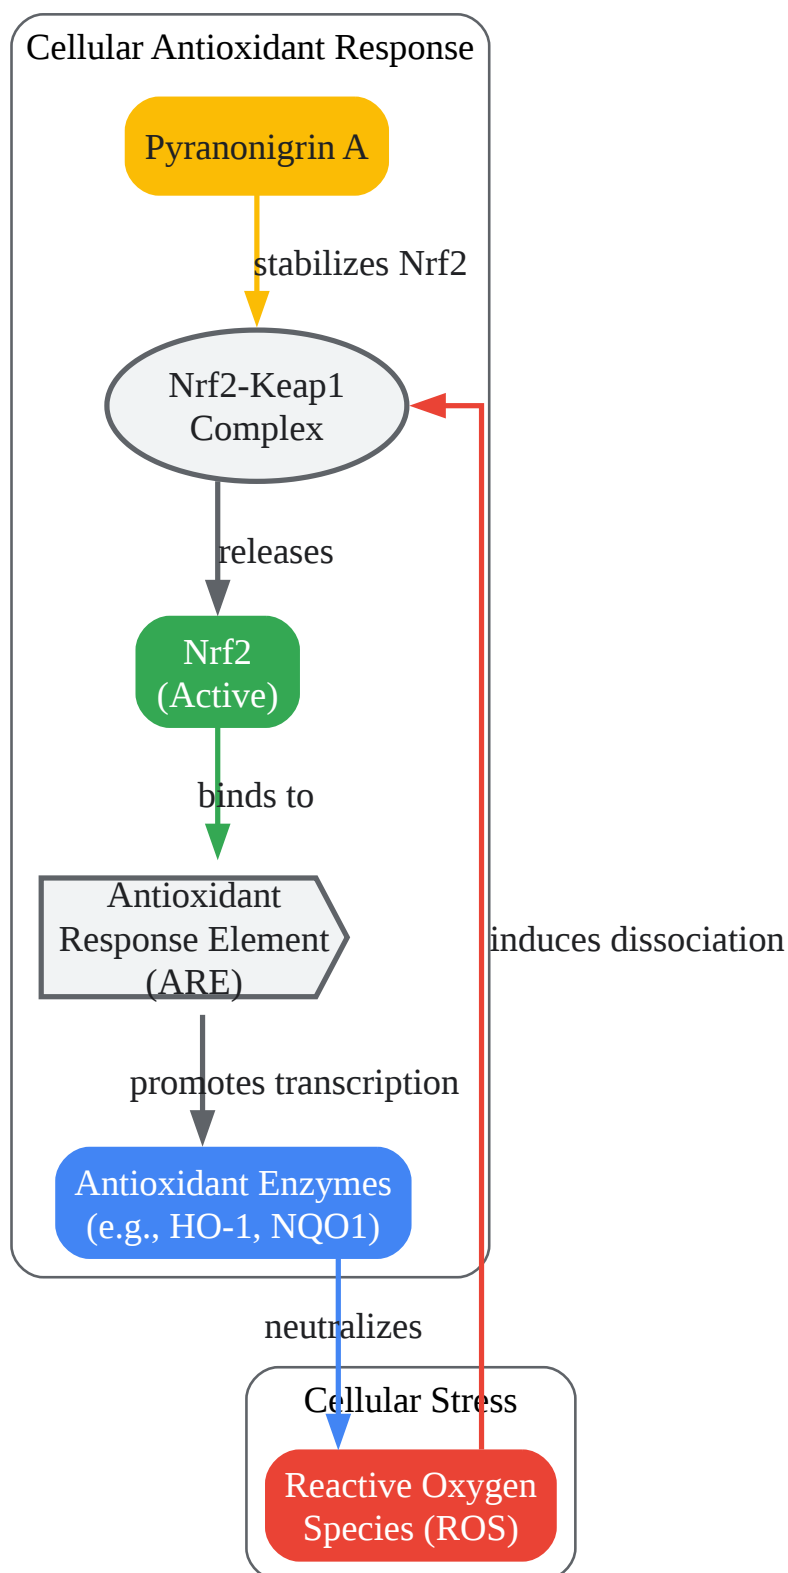 Cellular Antioxidant Response
Pyranonigrin A
stabilizes Nrf2
Nrf2-Keap1
Complex
releases
Nrf2
(Active)
binds to
Antioxidant
Response Element
(ARE)
induces dissociation
promotes transcription
Antioxidant Enzymes
(e.g., HO-1, NQO1)
neutralizes
Cellular Stress
Reactive Oxygen
Species (ROS)